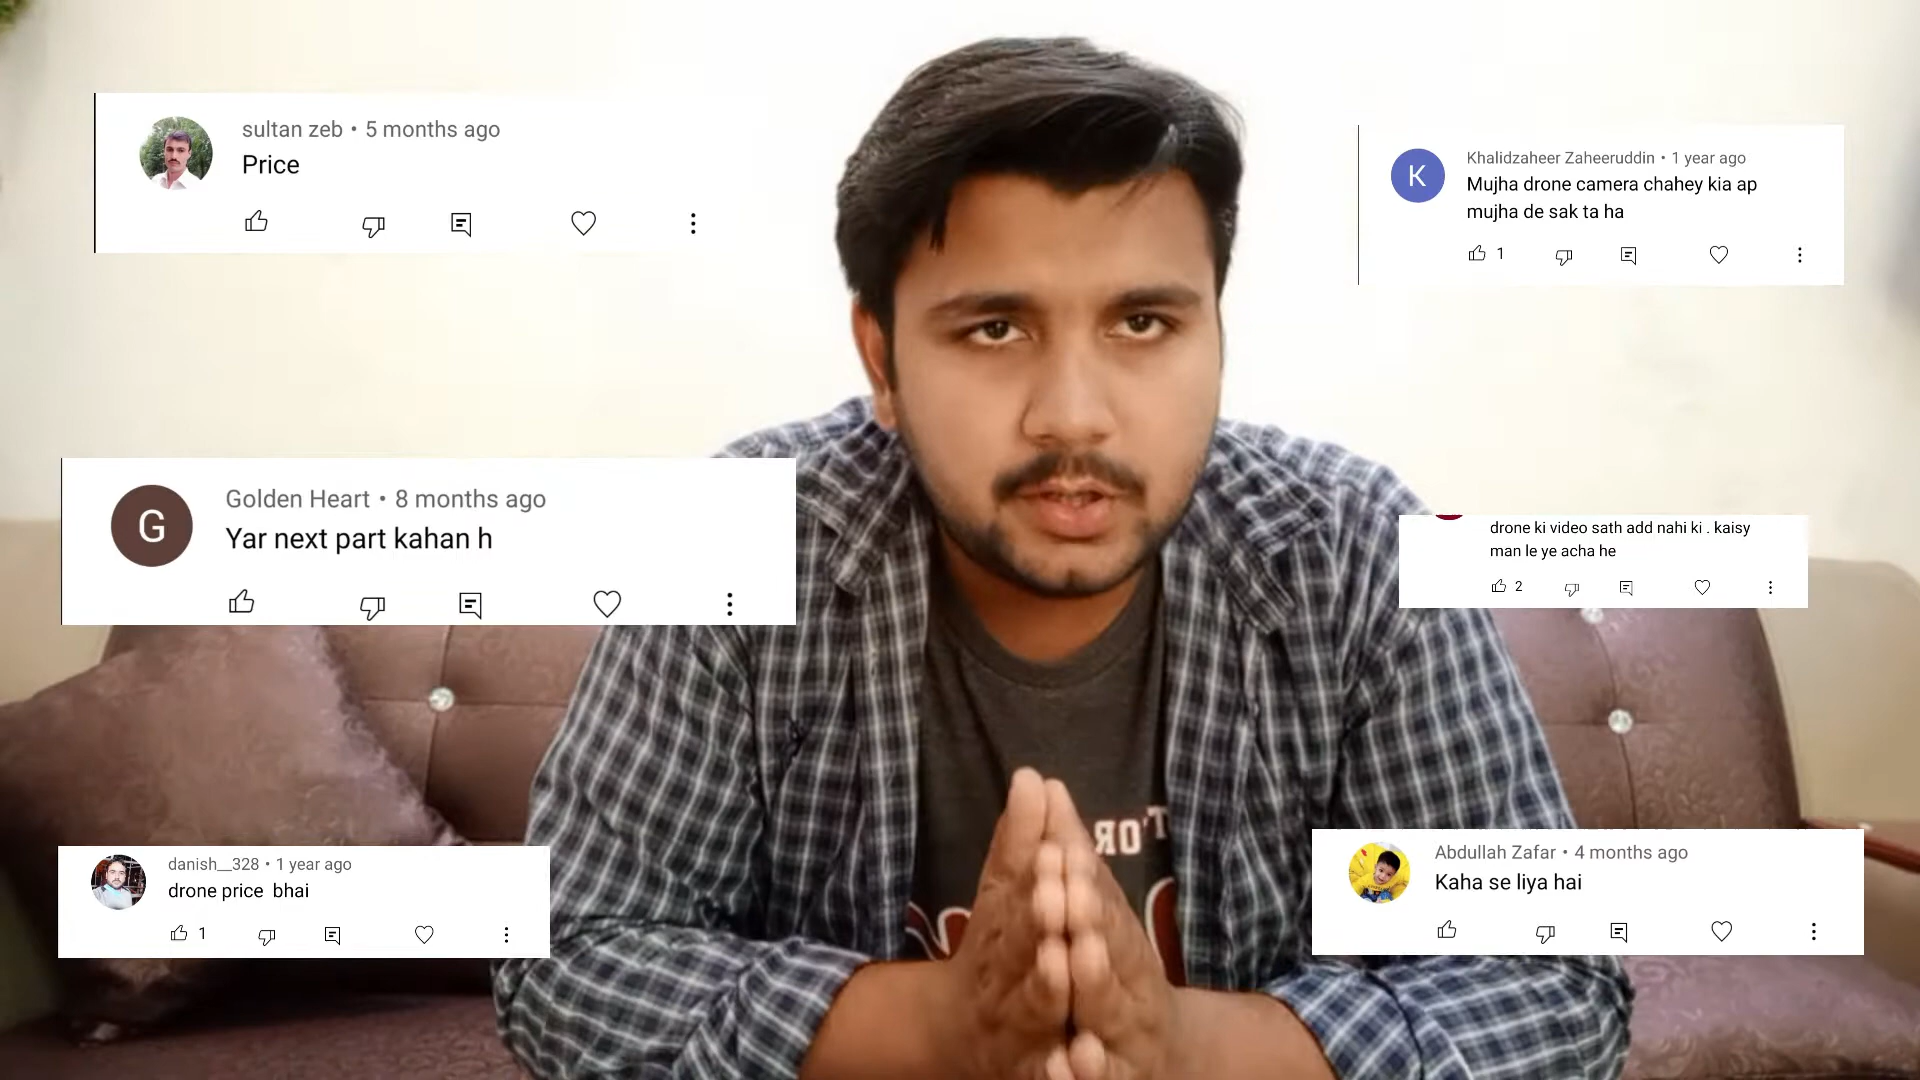 sultan zeb • 5 months ago
Price
Khalidzaheer Zaheeruddin • 1 year ago
K
Mujha drone camera chahey kia ap
mujha de sak ta ha
1
Golden Heart • 8 months ago
G
Yar next part kahan h
drone ki video sath add nahi ki . kaisy
man le ye acha he
2
T'OR
danish__328 • 1 year ago
drone price bhai
1
Abdullah Zafar • 4 months ago
Kaha se liya hai